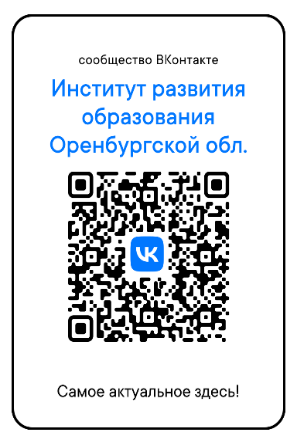 сообщество ВКонтакте
Институт развития
образования
Оренбургской обл.
Самое актуальное здесь!